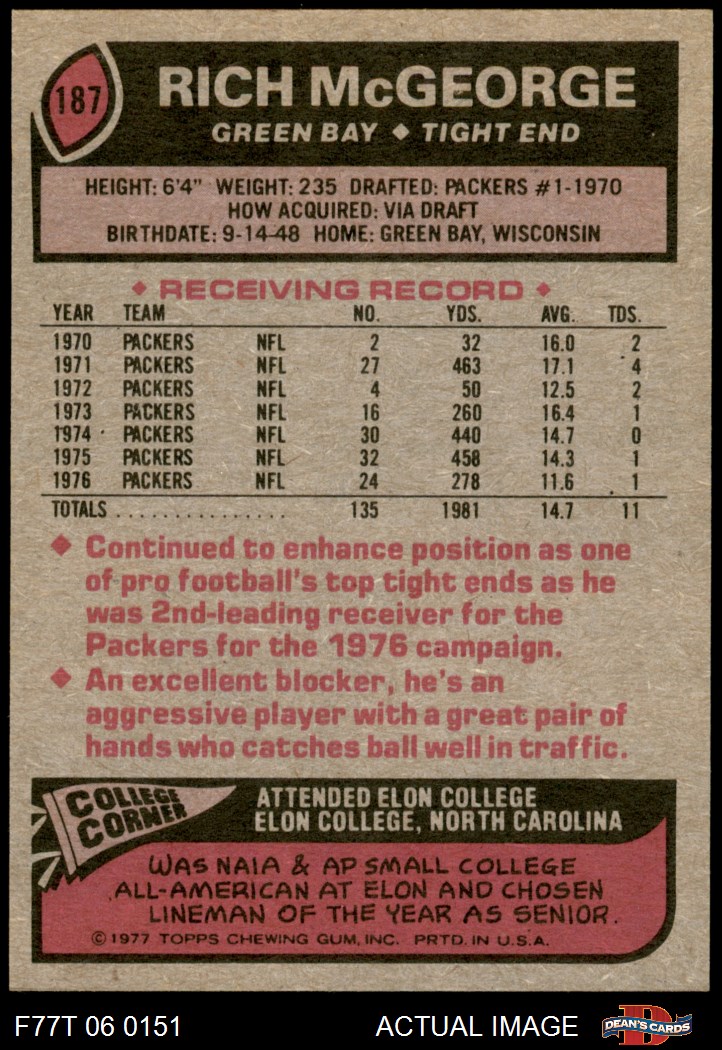 187
RICH McGEORGE
GREEN BAY ◆ TIGHT END
HEIGHT: 6'4" WEIGHT: 235 DRAFTED: PACKERS #1-1970
HOW ACQUIRED: VIA DRAFT
BIRTHDATE: 9-14-48 HOME: GREEN BAY, WISCONSIN
◆ RECEIVING RECORD ◆
YEAR TEAM NO. YDS. AVG. TDS.
1970 PACKERS NFL 2 32 16.0 2
1971 PACKERS NFL 27 463 17.1 4
1972 PACKERS NFL 4 50 12.5 2
1973 PACKERS NFL 16 260 16.4 1
1974 PACKERS NFL 30 440 14.7 0
1975 PACKERS NFL 32 458 14.3 1
1976 PACKERS NFL 24 278 11.6 1
TOTALS . . . . . . . . . . . . . . . 135 1981 14.7 11
◆ Continued to enhance position as one
of pro football's top tight ends as he
was 2nd-leading receiver for the
Packers for the 1976 campaign.
◆ An excellent blocker, he's an
aggressive player with a great pair of
hands who catches ball well in traffic.
COLLEGE
CORNER
ATTENDED ELON COLLEGE
ELON COLLEGE, NORTH CAROLINA
WAS NAIA & AP SMALL COLLEGE
ALL-AMERICAN AT ELON AND CHOSEN
LINEMAN OF THE YEAR AS SENIOR.
© 1977 TOPPS CHEWING GUM, INC. PRTD. IN U.S.A.
F77T 06 0151 ACTUAL IMAGE
D
DEAN'S CARDS